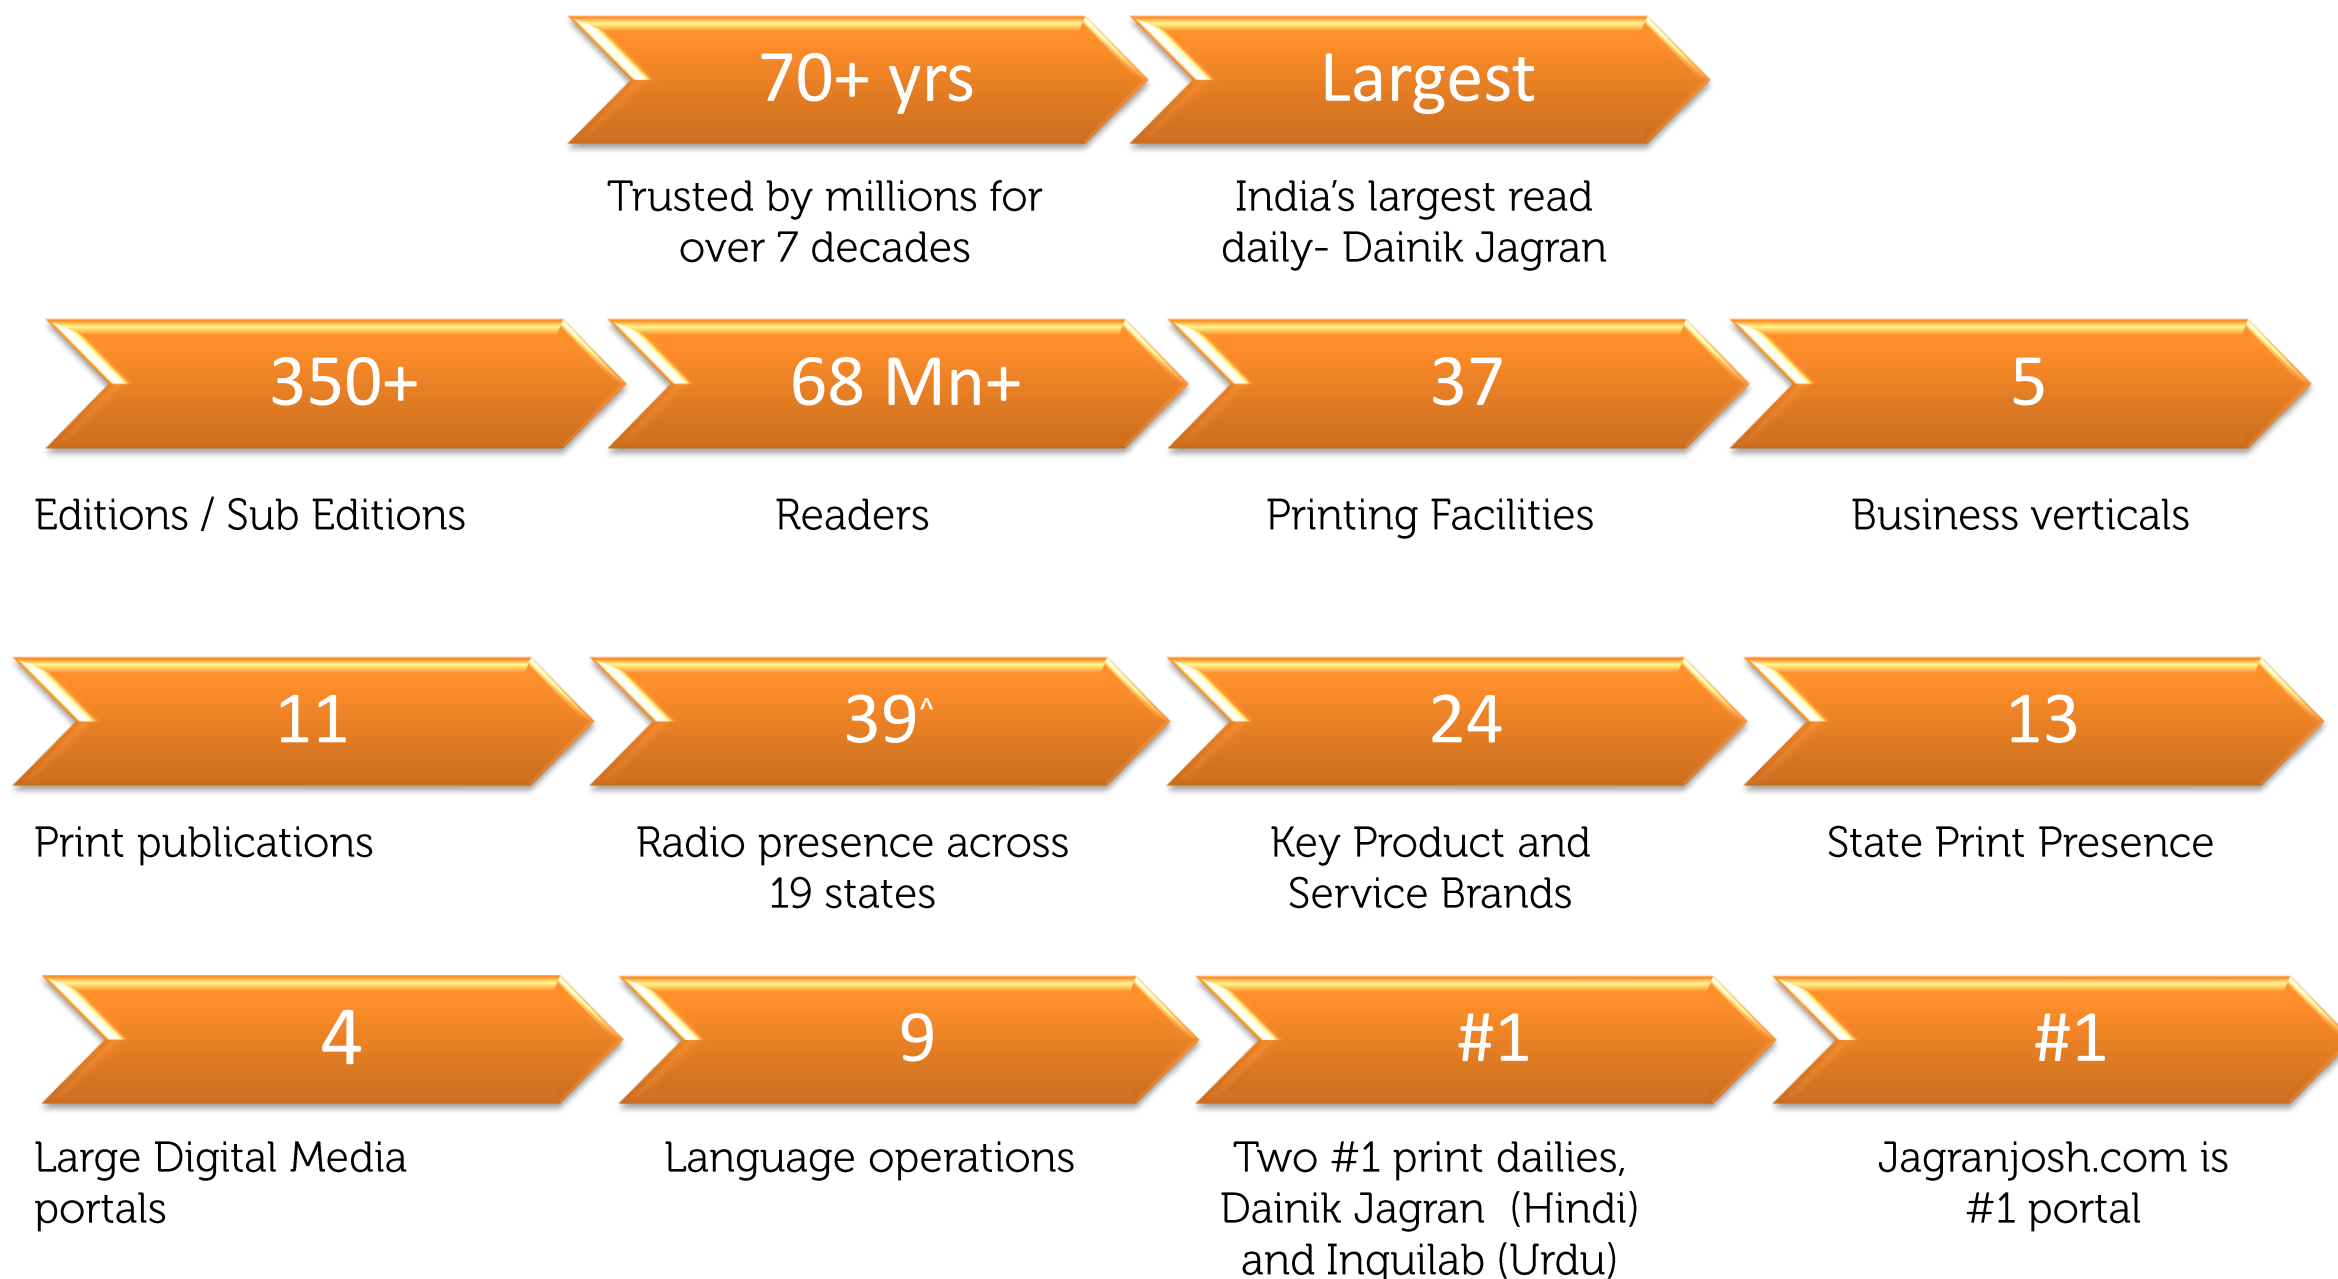 70+ yrs
Largest
Trusted by millions for
over 7 decades
India's largest read
daily- Dainik Jagran
350+
68 Mn+
37
5
Editions / Sub Editions
Readers
Printing Facilities
Business verticals
11
39^
24
13
Print publications
Radio presence across
19 states
Key Product and
Service Brands
State Print Presence
4
9
#1
#1
Large Digital Media
portals
Language operations
Two #1 print dailies,
Dainik Jagran (Hindi)
and Inquilab (Urdu)
Jagranjosh.com is
#1 portal